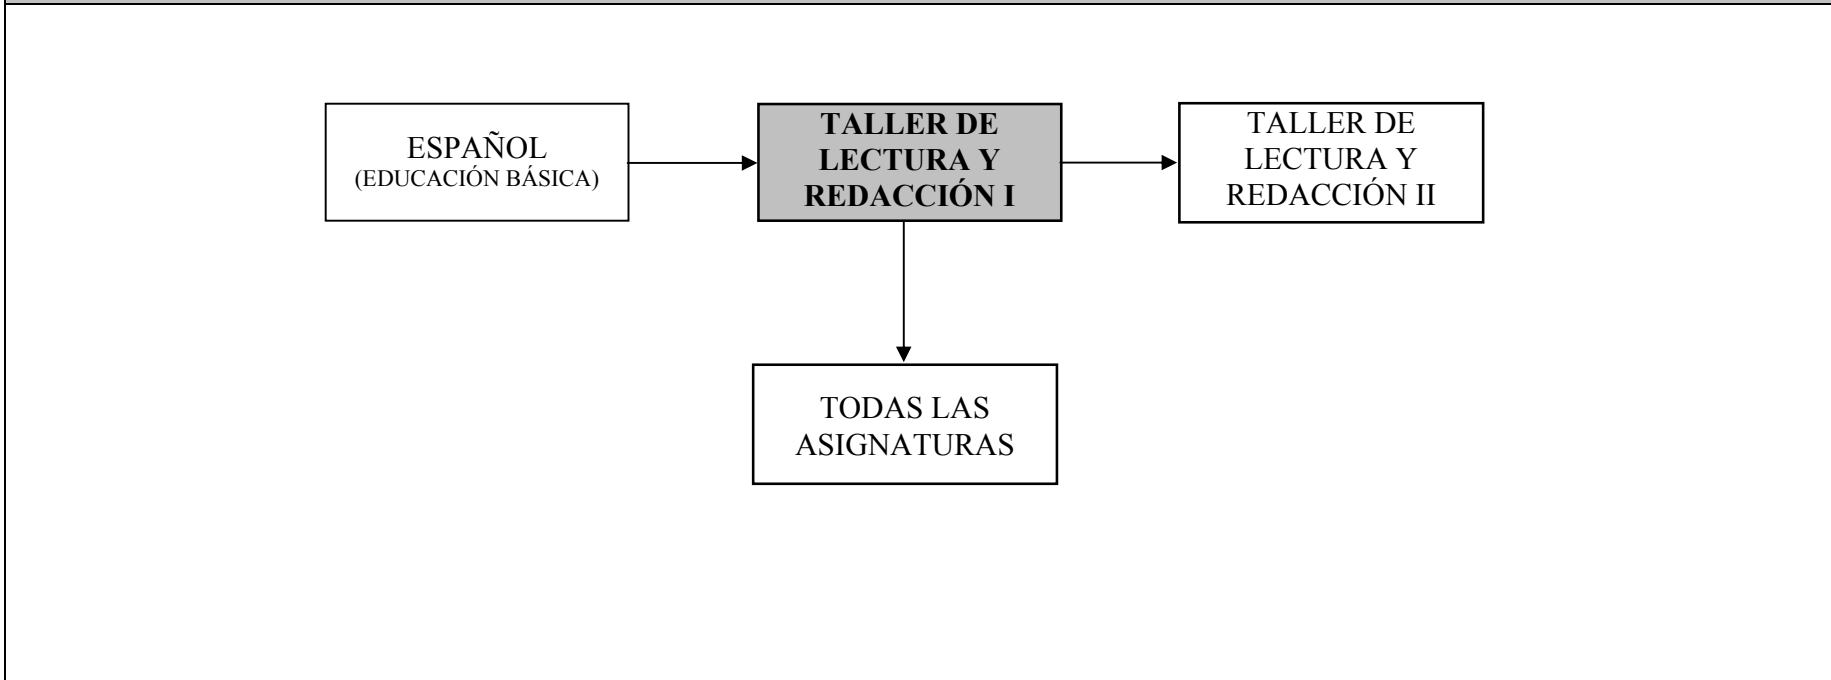 ESPAÑOL
(EDUCACIÓN BÁSICA)
TALLER DE
LECTURA Y
REDACCIÓN I
TALLER DE
LECTURA Y
REDACCIÓN II
TODAS LAS
ASIGNATURAS